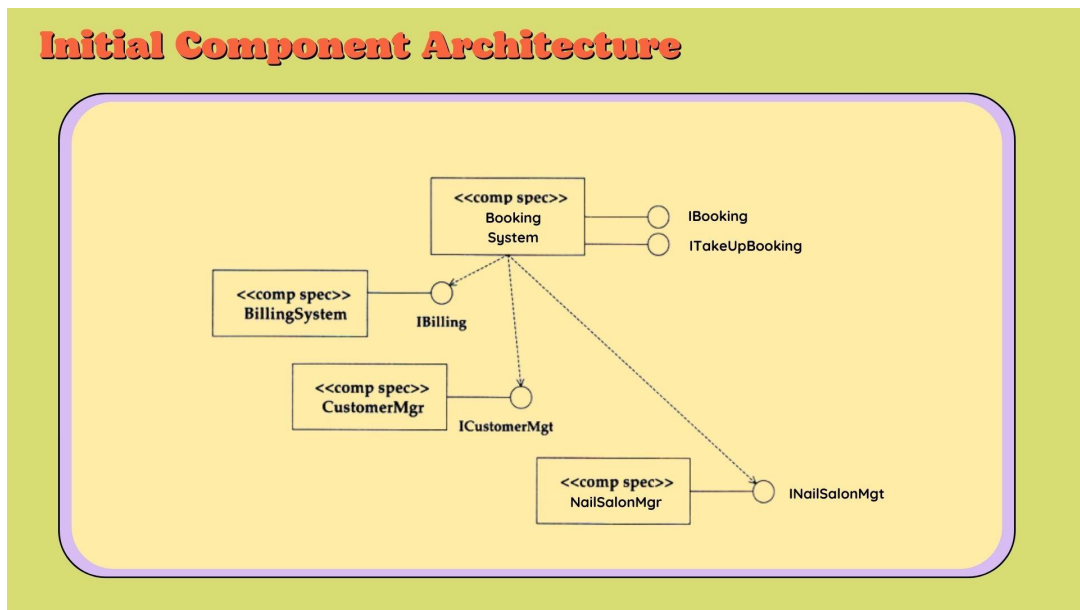 Initial Component Architecture
<<comp spec>>
Booking
System
IBooking
ITakeUpBooking
<<comp spec>>
BillingSystem
IBilling
<<comp spec>>
CustomerMgr
ICustomerMgt
<<comp spec>>
NailSalonMgr
INailSalonMgt